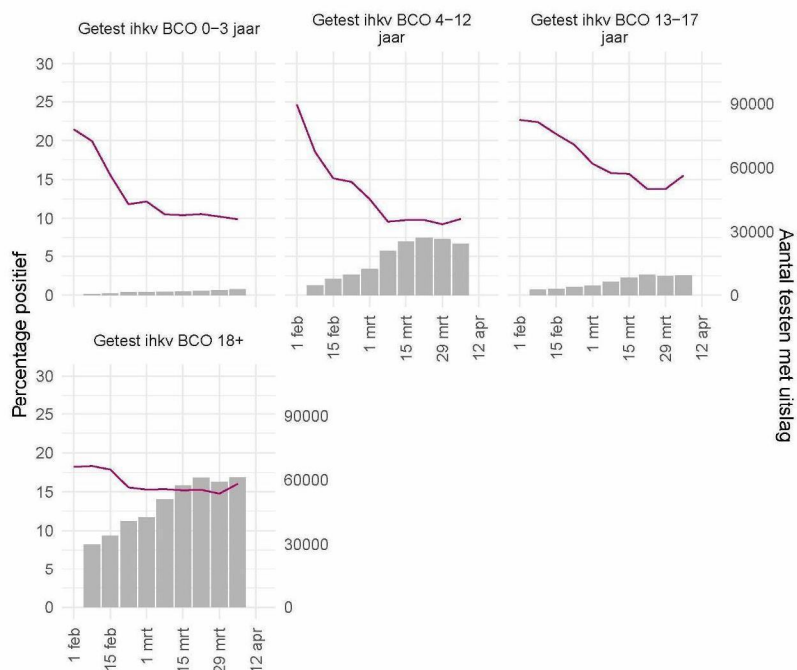 Getest ihkv BCO 0−3 jaar
Getest ihkv BCO 4−12
jaar
Getest ihkv BCO 13−17
jaar
30
25
20
15
10
5
0
90000
60000
30000
0
1 feb
15 feb
1 mrt
15 mrt
29 mrt
12 apr
1 feb
15 feb
1 mrt
15 mrt
29 mrt
12 apr
Percentage positief
Aantal testen met uitslag
Getest ihkv BCO 18+
30
25
20
15
10
5
0
90000
60000
30000
0
1 feb
15 feb
1 mrt
15 mrt
29 mrt
12 apr